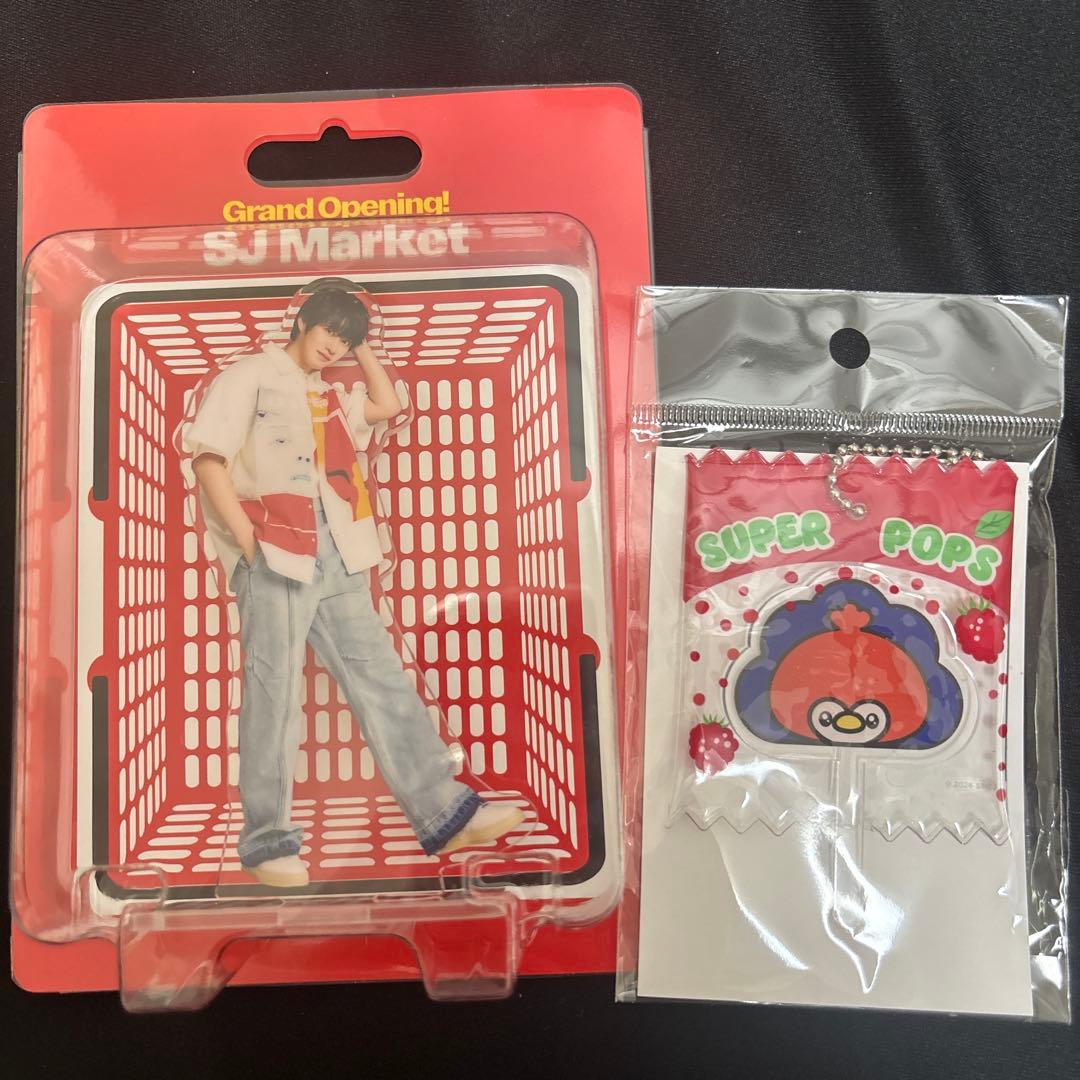 Grand Opening!
SJ Market
SUPER POPS